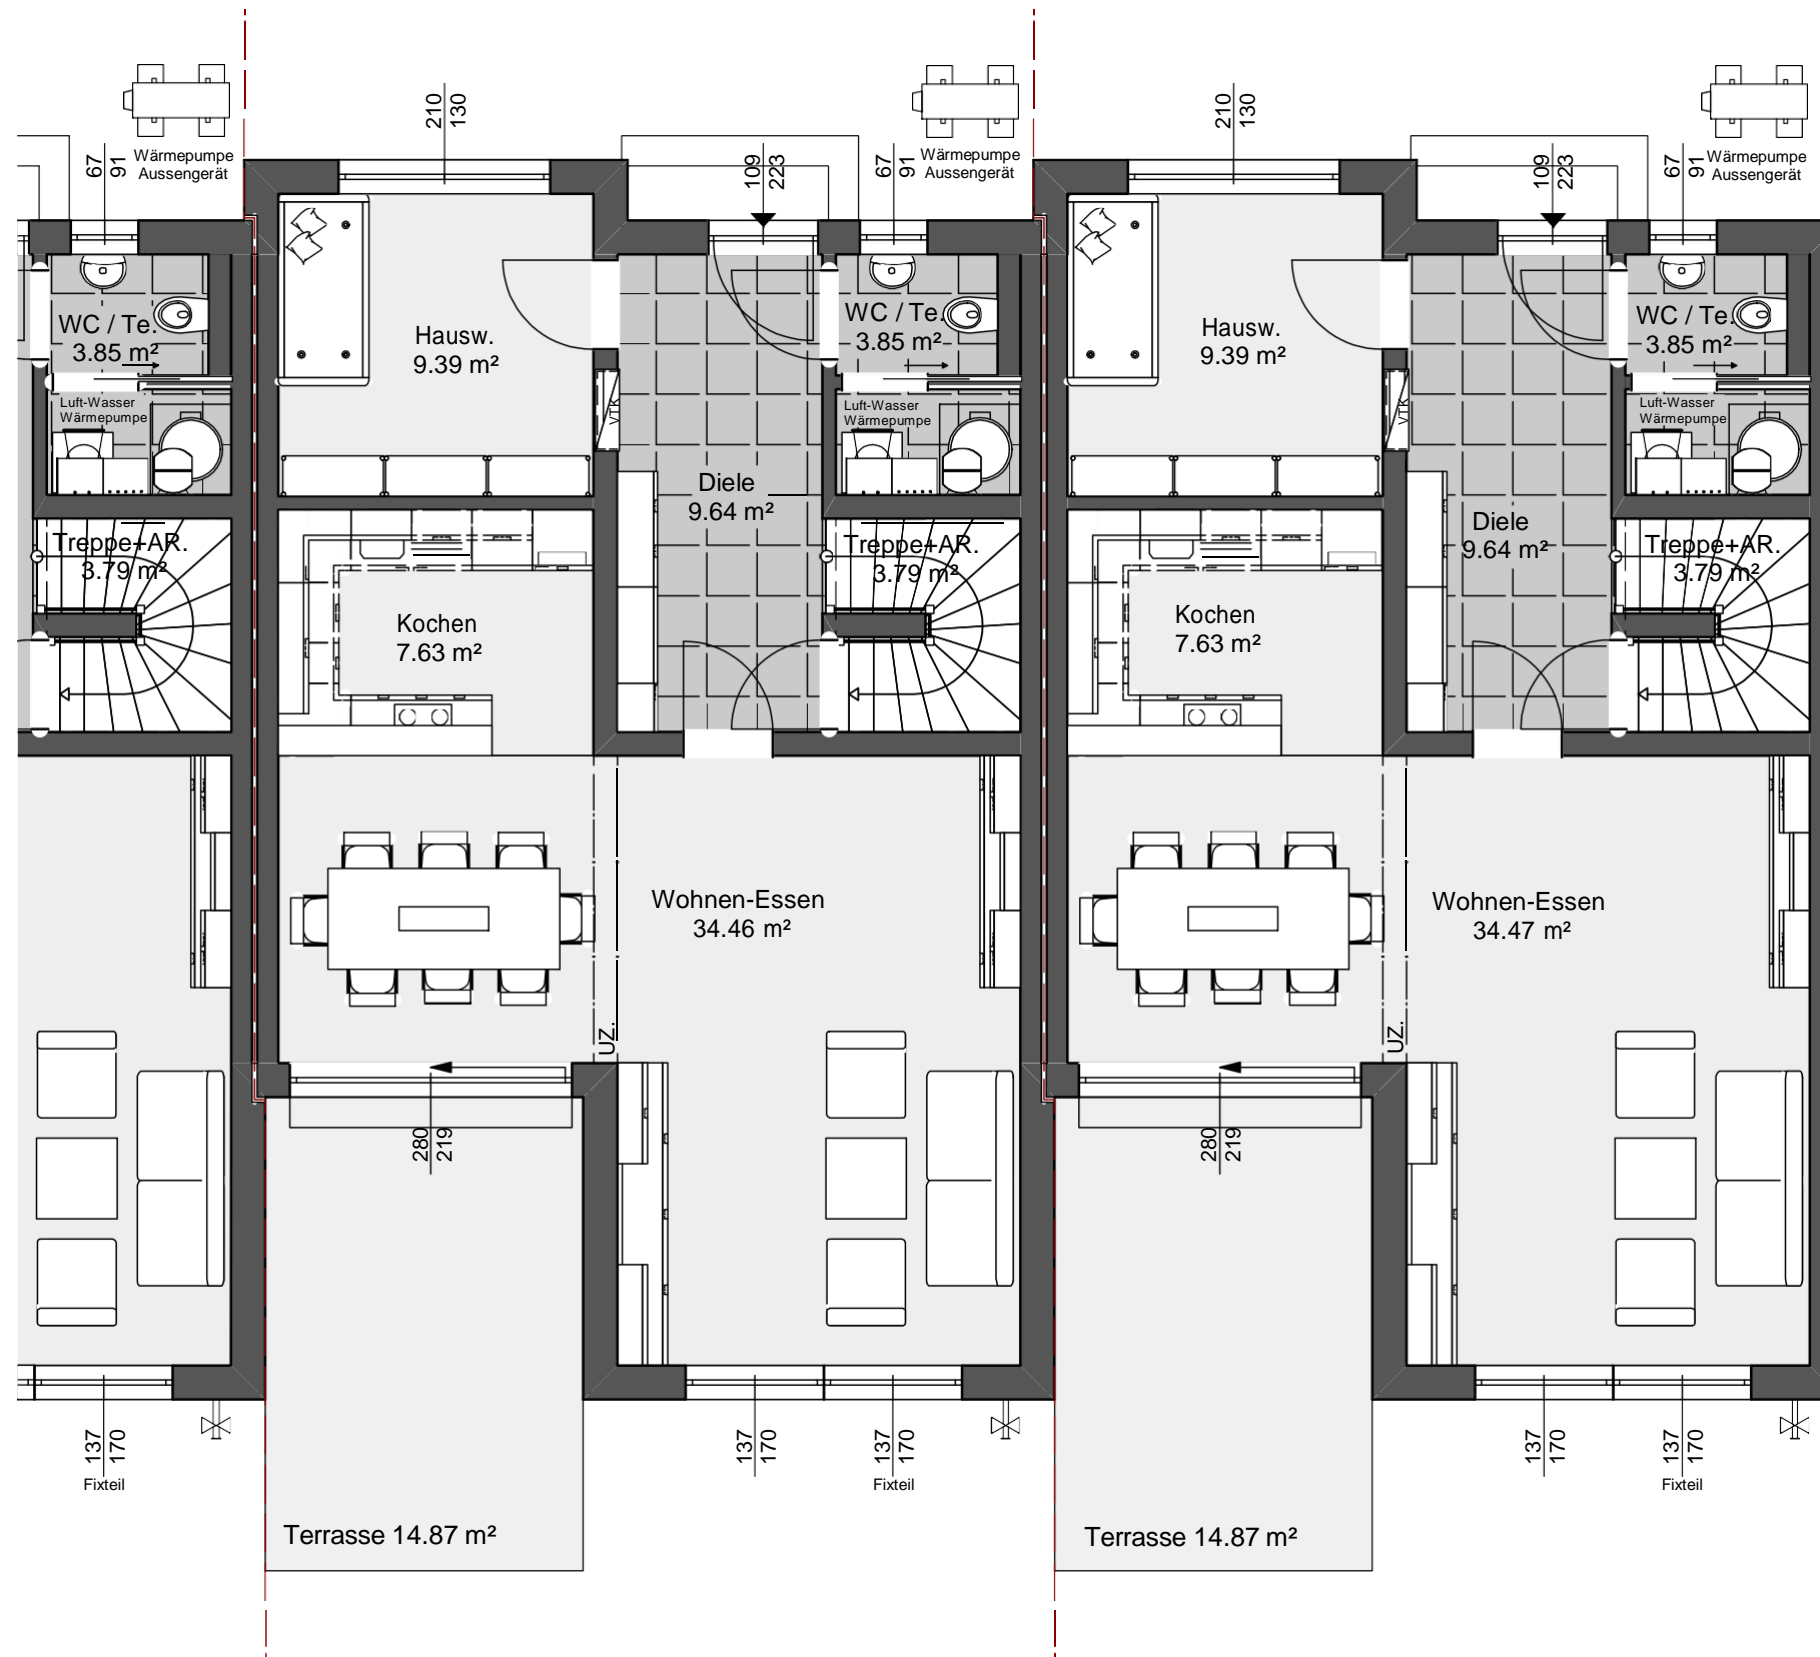 210
130
210
130
67
91
Wärmepumpe
Aussengerät
109
223
67
91
Wärmepumpe
Aussengerät
109
223
67
91
Wärmepumpe
Aussengerät
WC / Te.
3.85 m²
Hausw.
9.39 m²
WC / Te.
3.85 m²
Hausw.
9.39 m²
WC / Te.
3.85 m²
Luft-Wasser
Wärmepumpe
VTK
Luft-Wasser
Wärmepumpe
VTK
Luft-Wasser
Wärmepumpe
Diele
9.64 m²
Diele
9.64 m²
Treppe+AR.
3.79 m²
Treppe+AR.
3.79 m²
Treppe+AR.
3.79 m²
Kochen
7.63 m²
Kochen
7.63 m²
Wohnen-Essen
34.46 m²
Wohnen-Essen
34.47 m²
UZ.
UZ.
280
219
280
219
137
170
Fixteil
137
170
137
170
Fixteil
137
170
137
170
Fixteil
Terrasse 14.87 m²
Terrasse 14.87 m²